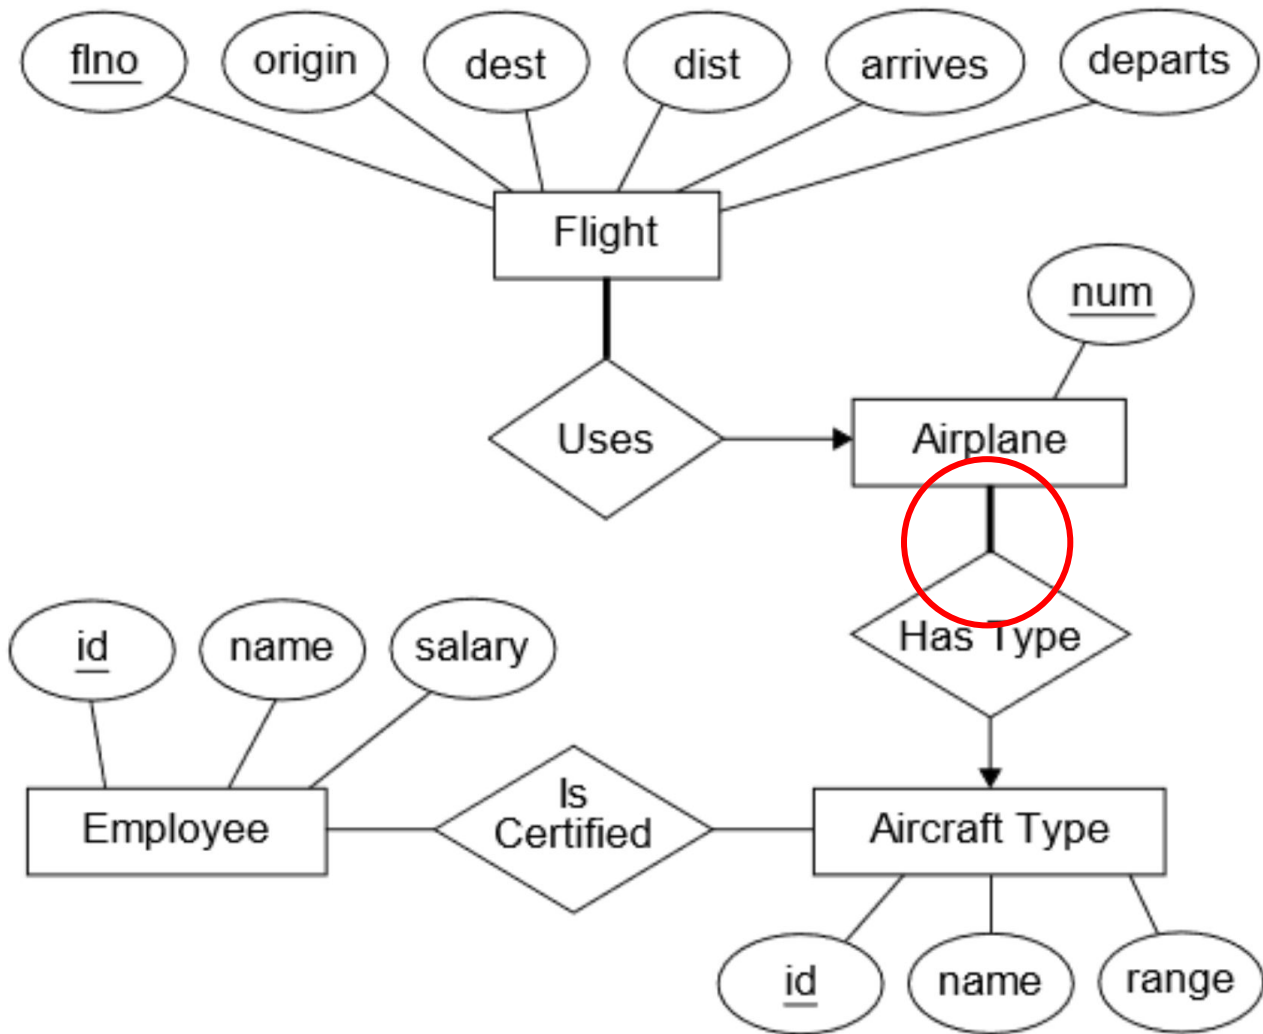 flno
origin
dest
dist
arrives
departs
Flight
num
Uses
Airplane
Has Type
id
name
salary
Employee
Is
Certified
Aircraft Type
id
name
range